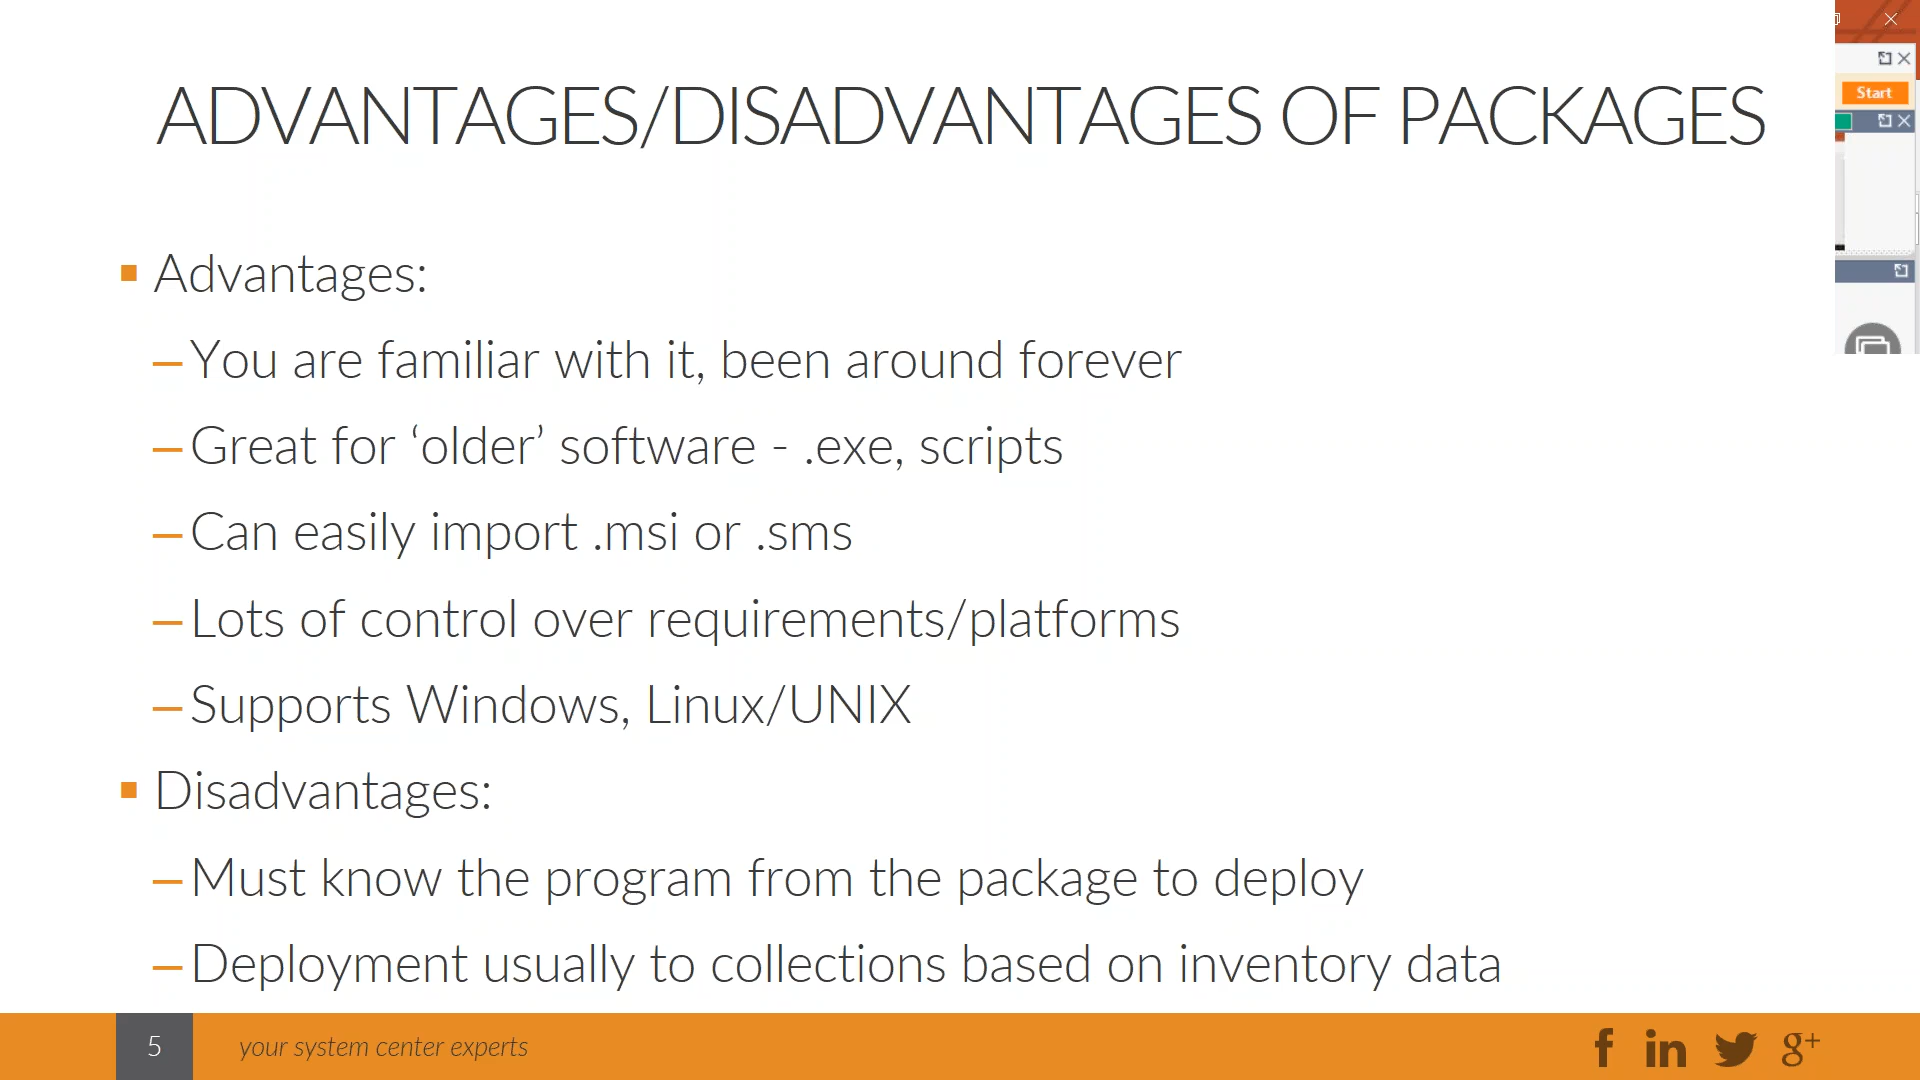 ADVANTAGES/DISADVANTAGES OF PACKAGES
Start
Advantages:
You are familiar with it, been around forever
Great for ‘older’ software - .exe, scripts
Can easily import .msi or .sms
Lots of control over requirements/platforms
Supports Windows, Linux/UNIX
Disadvantages:
Must know the program from the package to deploy
Deployment usually to collections based on inventory data
5 your system center experts